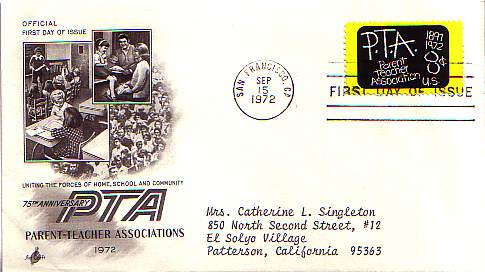 OFFICIAL
FIRST DAY OF ISSUE
UNITING THE FORCES OF HOME, SCHOOL AND COMMUNITY
75TH ANNIVERSARY
PTA
PARENT-TEACHER ASSOCIATIONS
1972
ArtCraft
SAN FRANCISCO, CA
SEP
15
1972
P.T.A.
1897
1972
Parent
Teacher
Association
8¢
U.S.
FIRST DAY OF ISSUE
Mrs. Catherine L. Singleton
850 North Second Street, #12
El Solyo Village
Patterson, California 95363